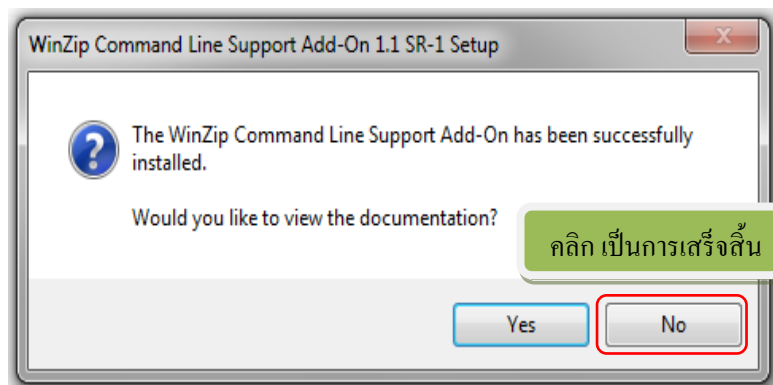 WinZip Command Line Support Add-On 1.1 SR-1 Setup
The WinZip Command Line Support Add-On has been successfully
installed.
Would you like to view the documentation?
คลิก เป็นการเสร็จสิ้น
Yes
No